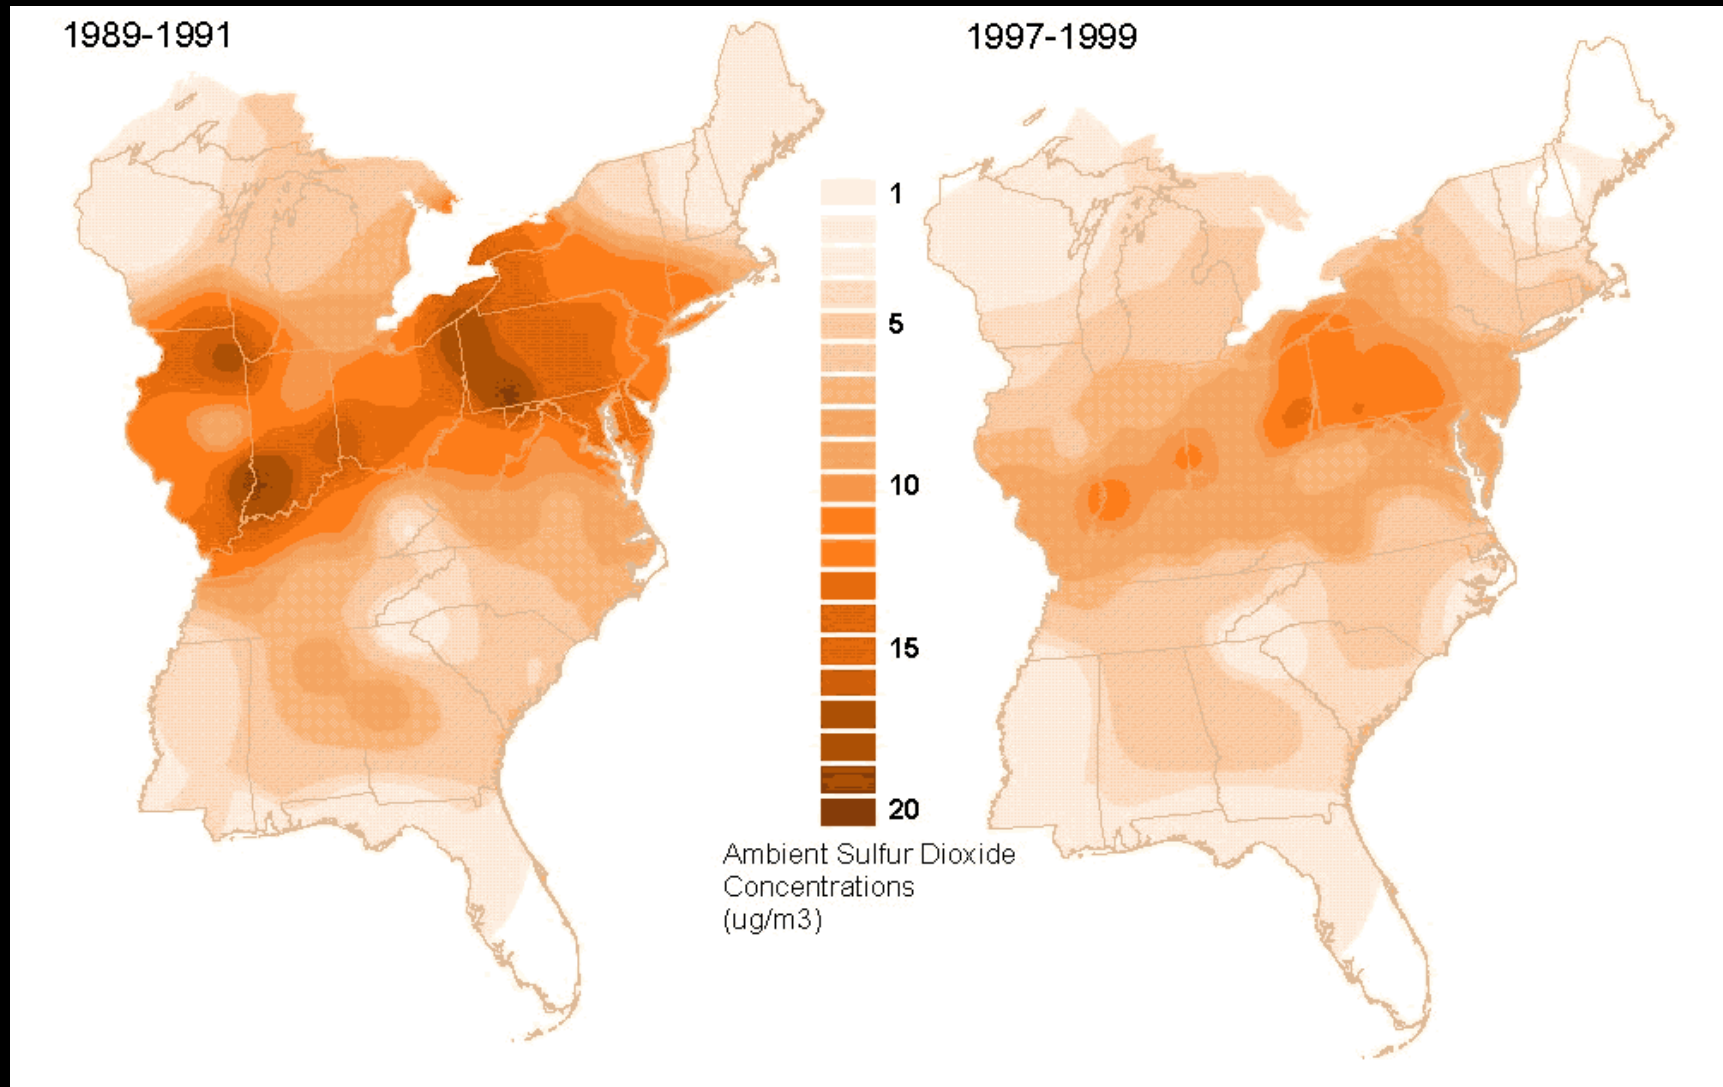 1989-1991
1997-1999
1
5
10
15
20
Ambient Sulfur Dioxide
Concentrations
(ug/m3)